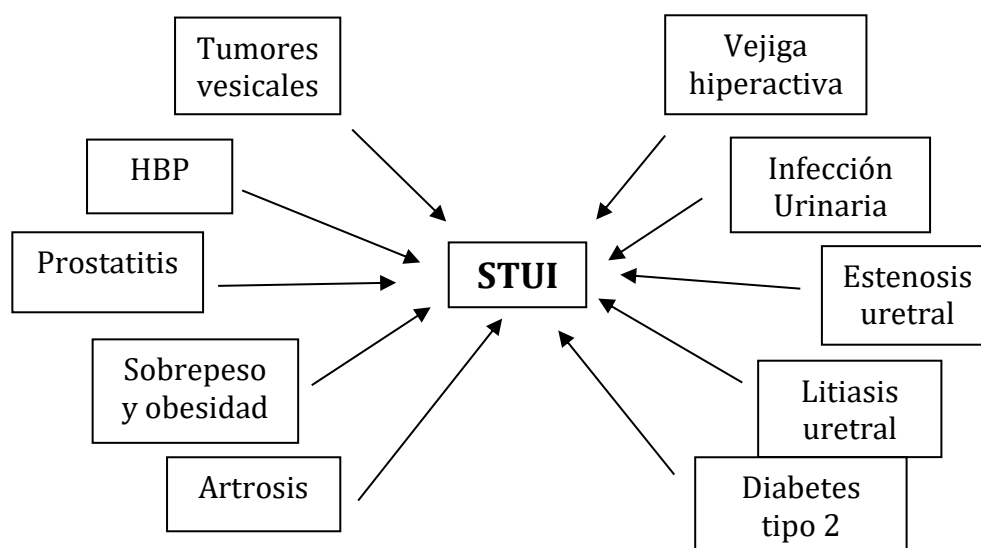 Tumores
vesicales
Vejiga
hiperactiva
HBP
Infección
Urinaria
Prostatitis
STUI
Estenosis
uretral
Sobrepeso
y obesidad
Litiasis
uretral
Artrosis
Diabetes
tipo 2